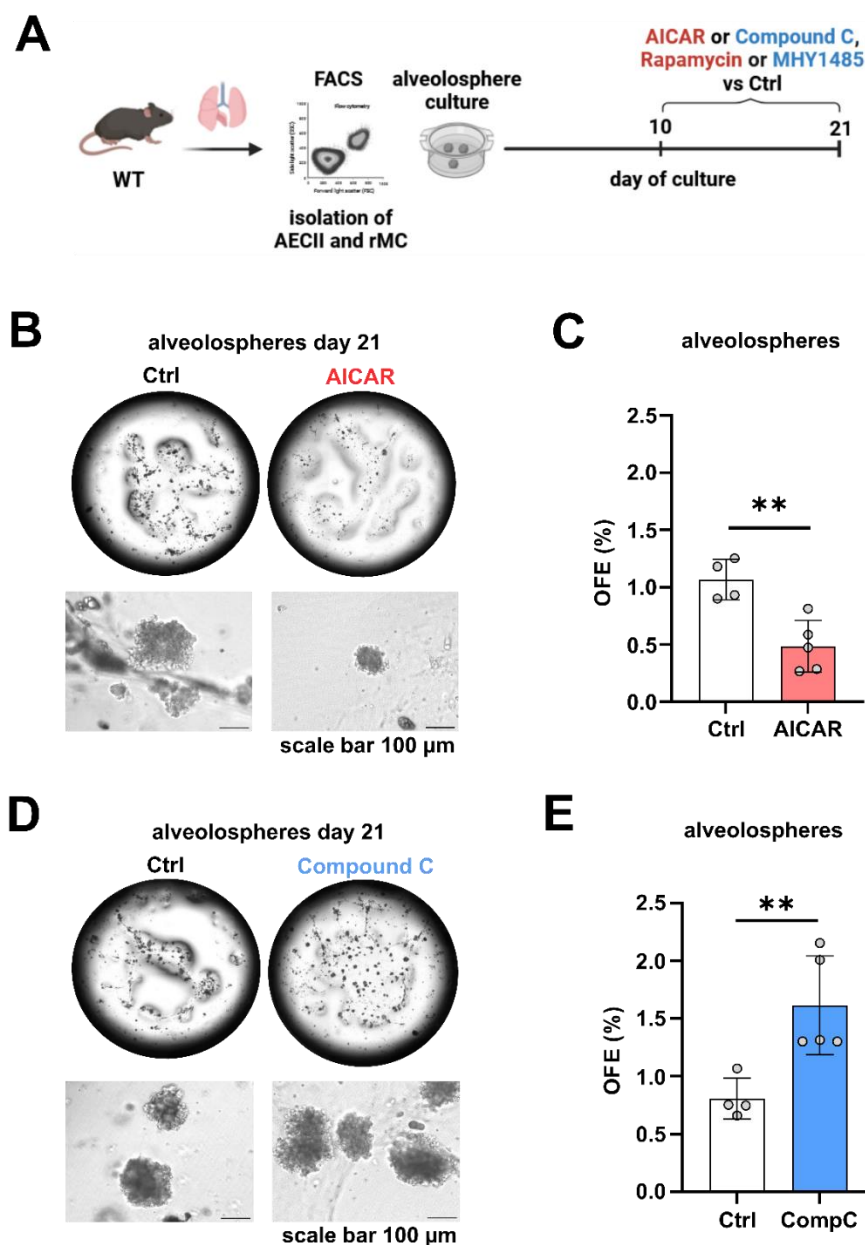 A
AICAR or Compound C,
Rapamycin or MHY1485
vs Ctrl
FACS
alveolosphere
culture
Flow cytometry
10
21
WT
day of culture
isolation of
AECII and rMC
B
alveolospheres day 21
Ctrl
AICAR
scale bar 100 µm
C
alveolospheres
2.5
2.0
1.5
1.0
0.5
0.0
OFE (%)
**
Ctrl
AICAR
D
alveolospheres day 21
Ctrl
Compound C
scale bar 100 µm
E
alveolospheres
2.5
2.0
1.5
1.0
0.5
0.0
OFE (%)
**
Ctrl
CompC